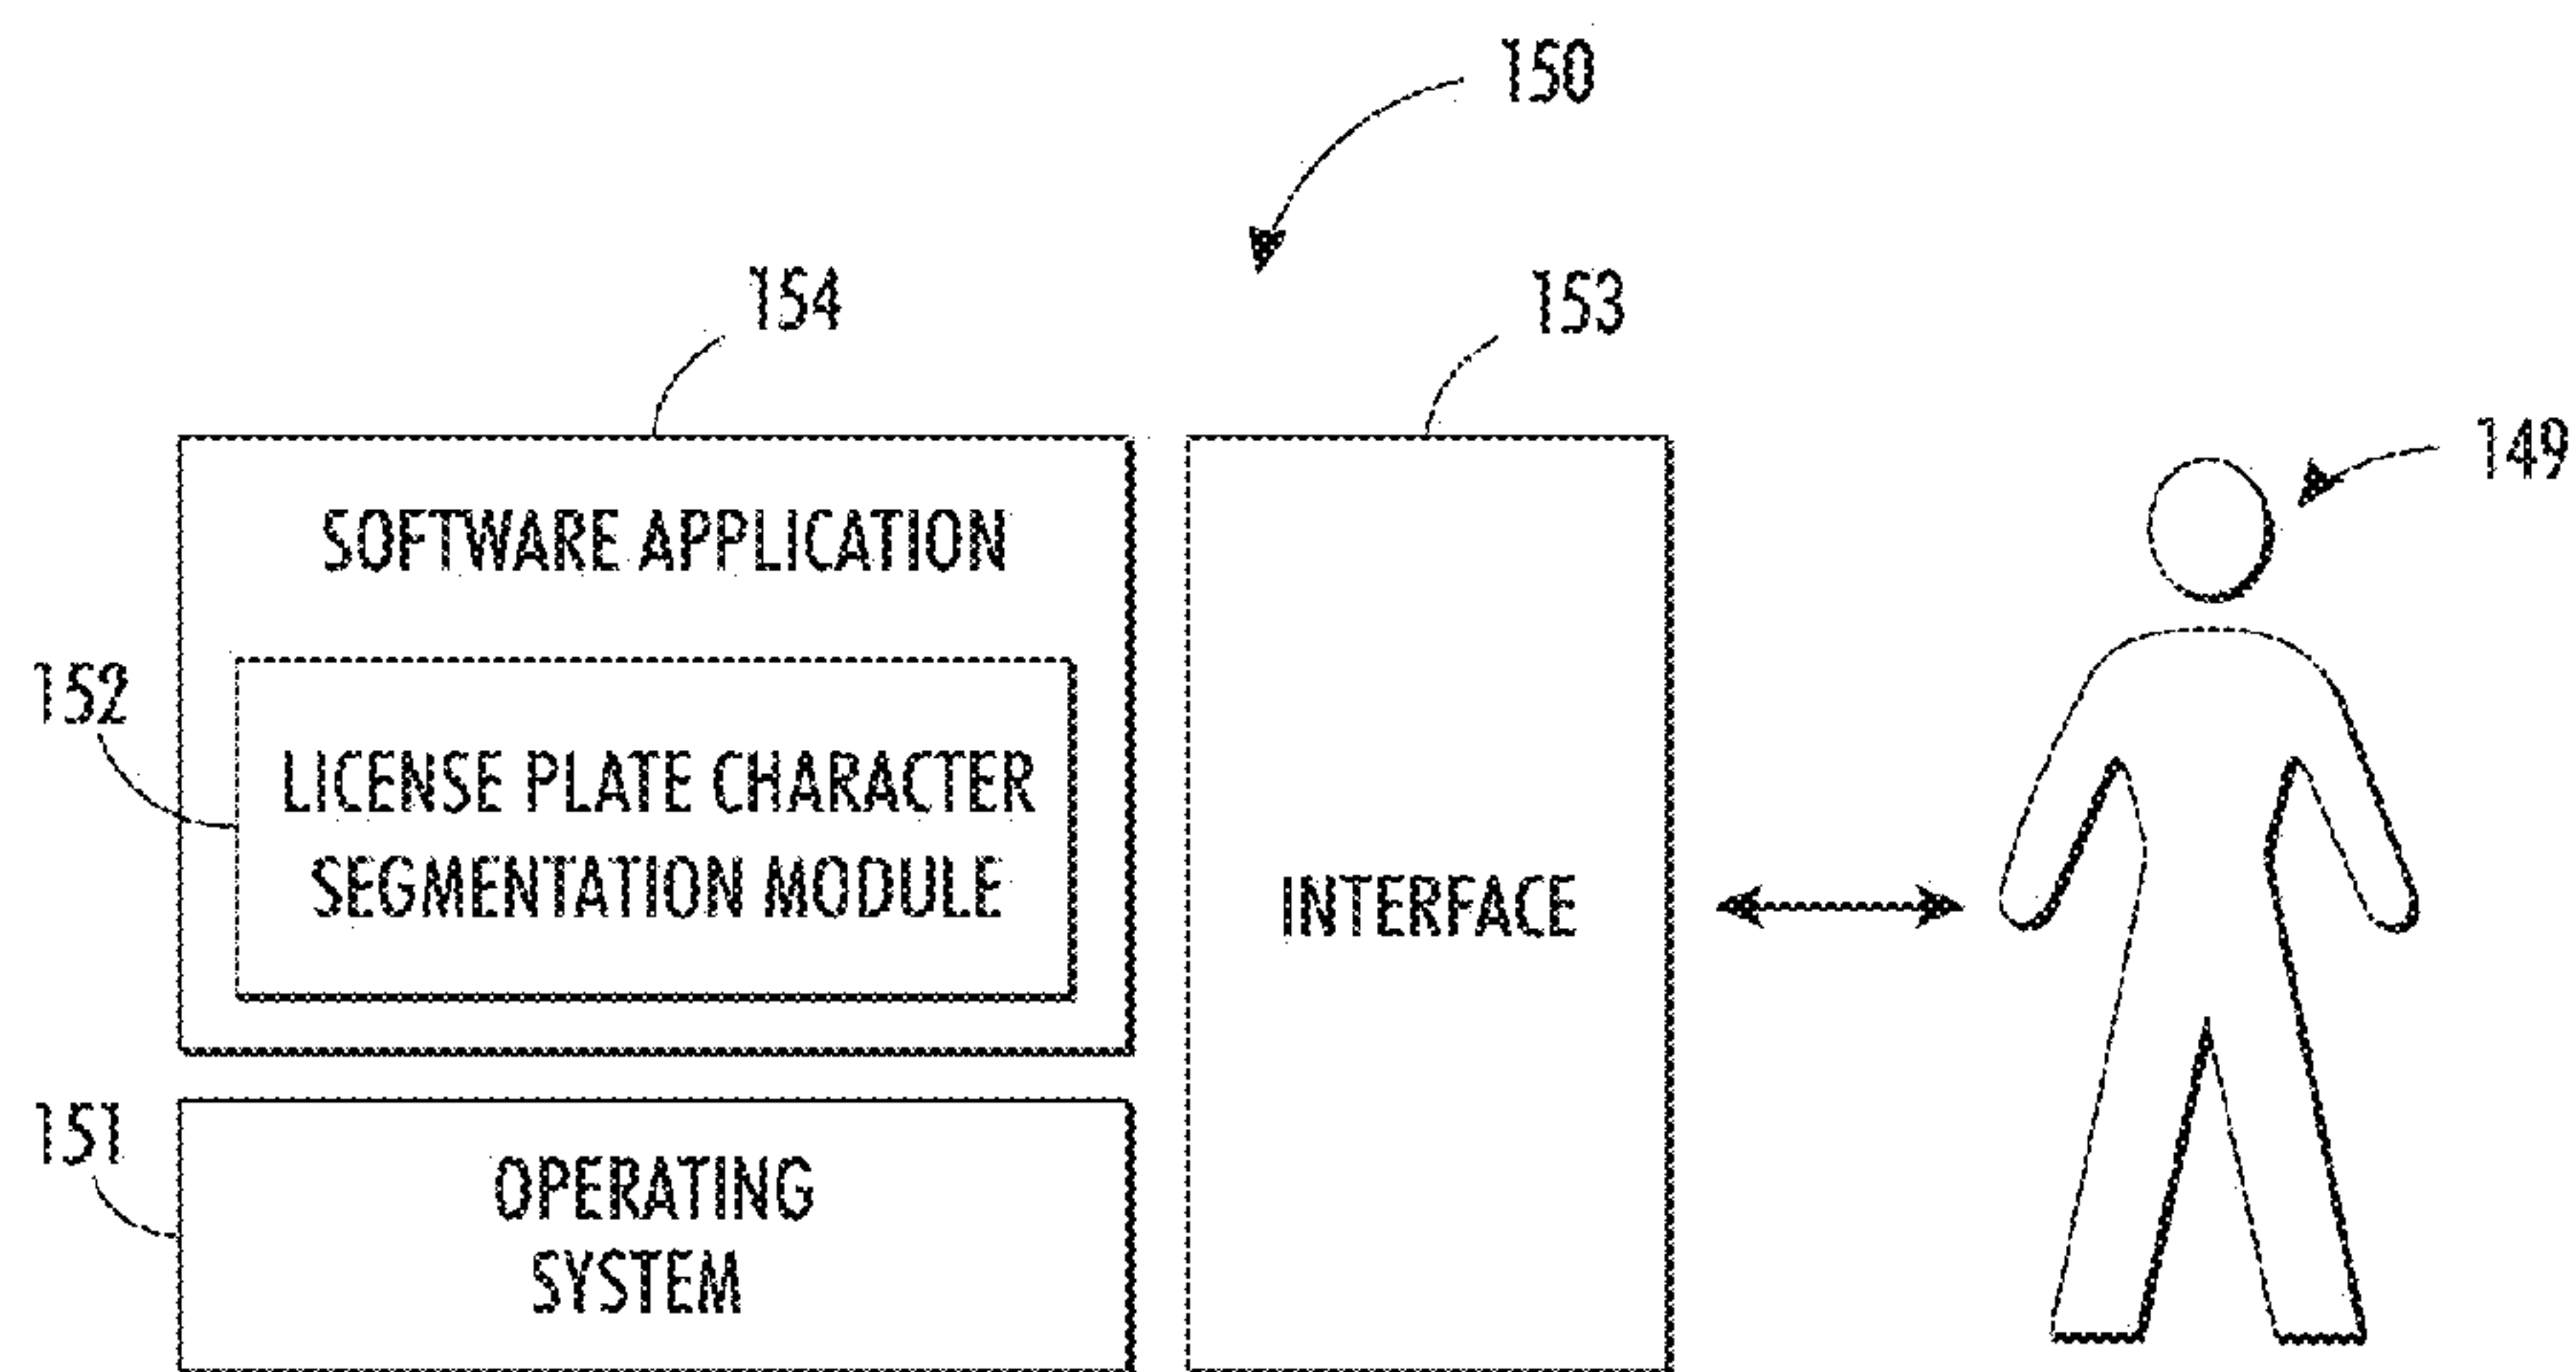 150
154
153
149
SOFTWARE APPLICATION
152
LICENSE PLATE CHARACTER
SEGMENTATION MODULE
INTERFACE
151
OPERATING
SYSTEM